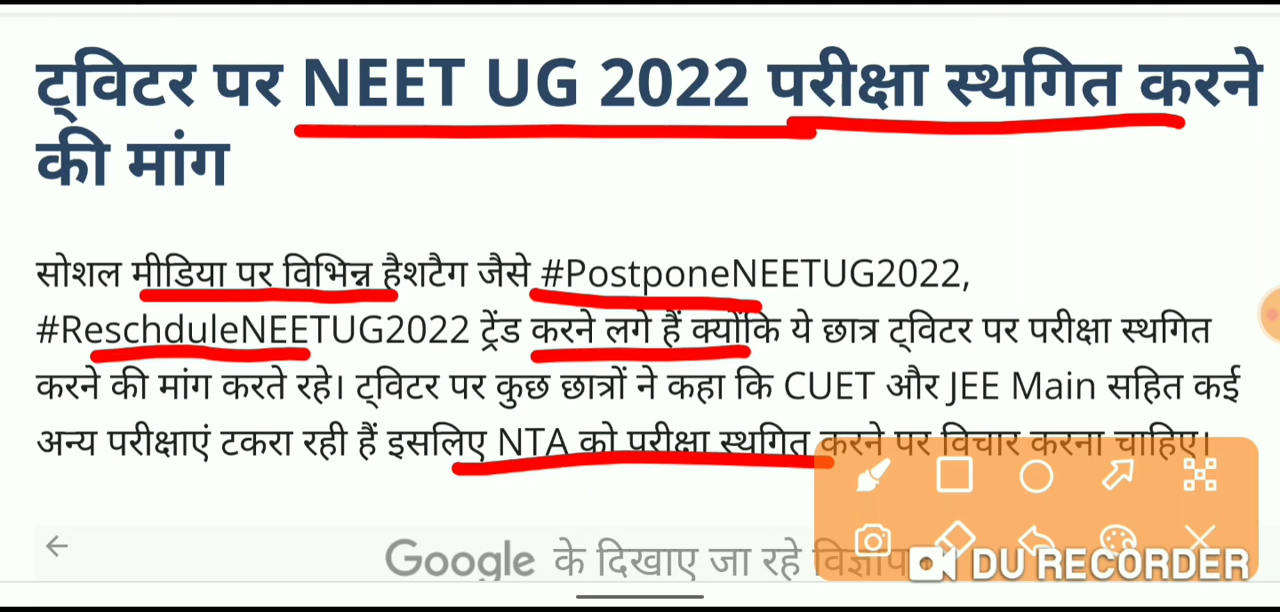 ट्विटर पर NEET UG 2022 परीक्षा स्थगित करने
की मांग
सोशल मीडिया पर विभिन्न हैशटैग जैसे #PostponeNEETUG2022,
#ReschduleNEETUG2022 ट्रेंड करने लगे हैं क्योंकि ये छात्र ट्विटर पर परीक्षा स्थगित
करने की मांग करते रहे। ट्विटर पर कुछ छात्रों ने कहा कि CUET और JEE Main सहित कई
अन्य परीक्षाएं टकरा रही हैं इसलिए NTA को परीक्षा स्थगित करने पर विचार करना चाहिए।
Google के दिखाए जा रहे
DU RECORDER